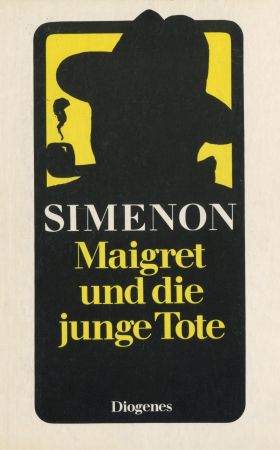 SIMENON
Maigret
und die
junge Tote
Diogenes